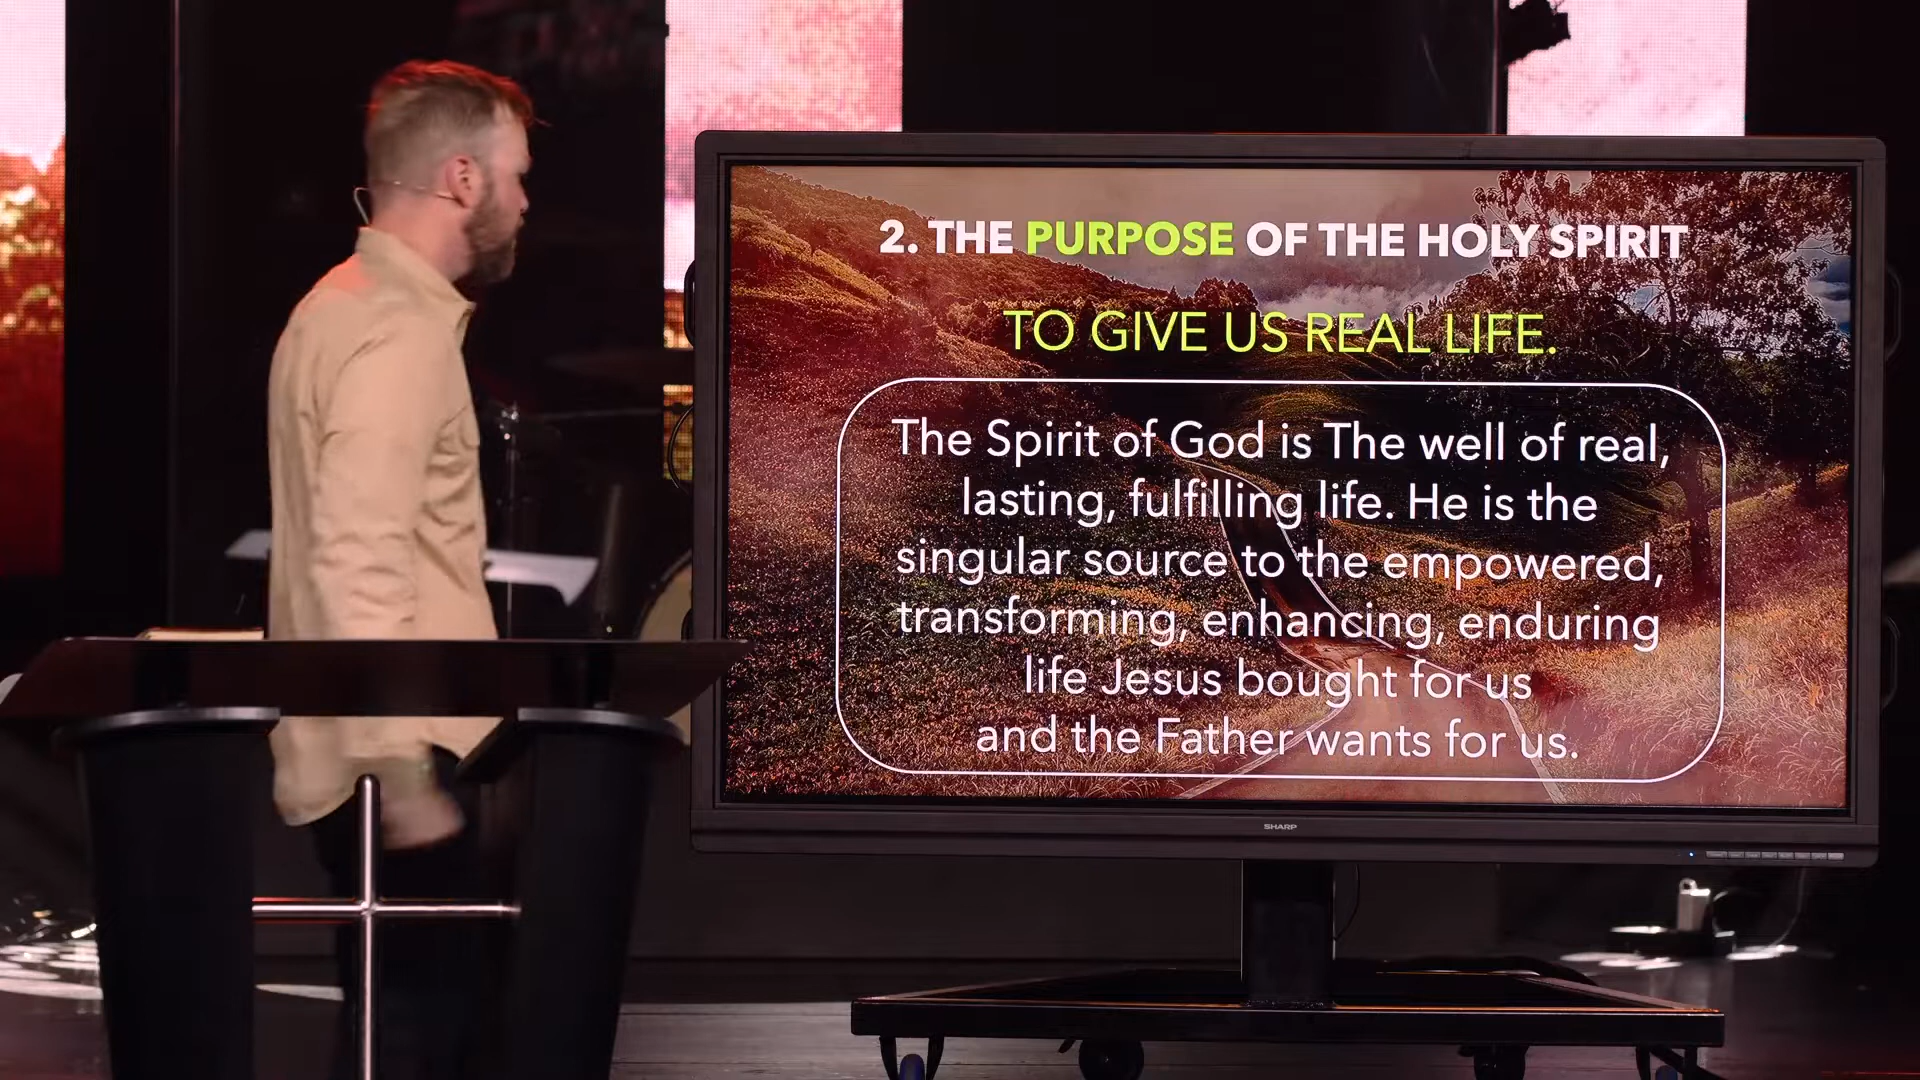 2. THE PURPOSE OF THE HOLY SPIRIT
TO GIVE US REAL LIFE.
The Spirit of God is The well of real,
lasting, fulfilling life. He is the
singular source to the empowered,
transforming, enhancing, enduring
life Jesus bought for us
and the Father wants for us.
SHARP